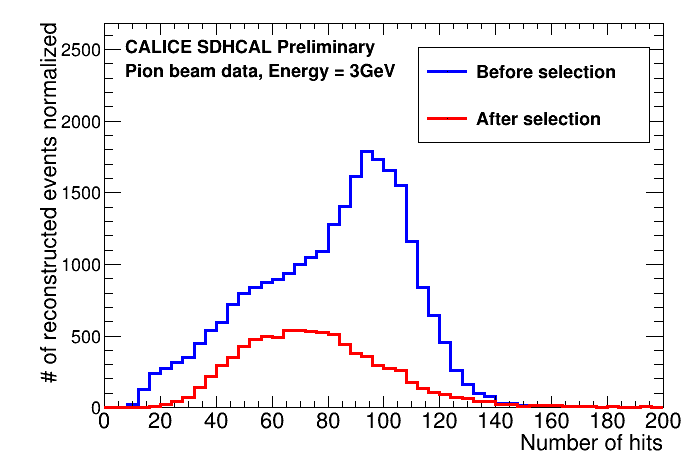 # of reconstructed events normalized
CALICE SDHCAL Preliminary
Pion beam data, Energy = 3GeV
Before selection
After selection
2500
2000
1500
1000
500
0
0 20 40 60 80 100 120 140 160 180 200
Number of hits